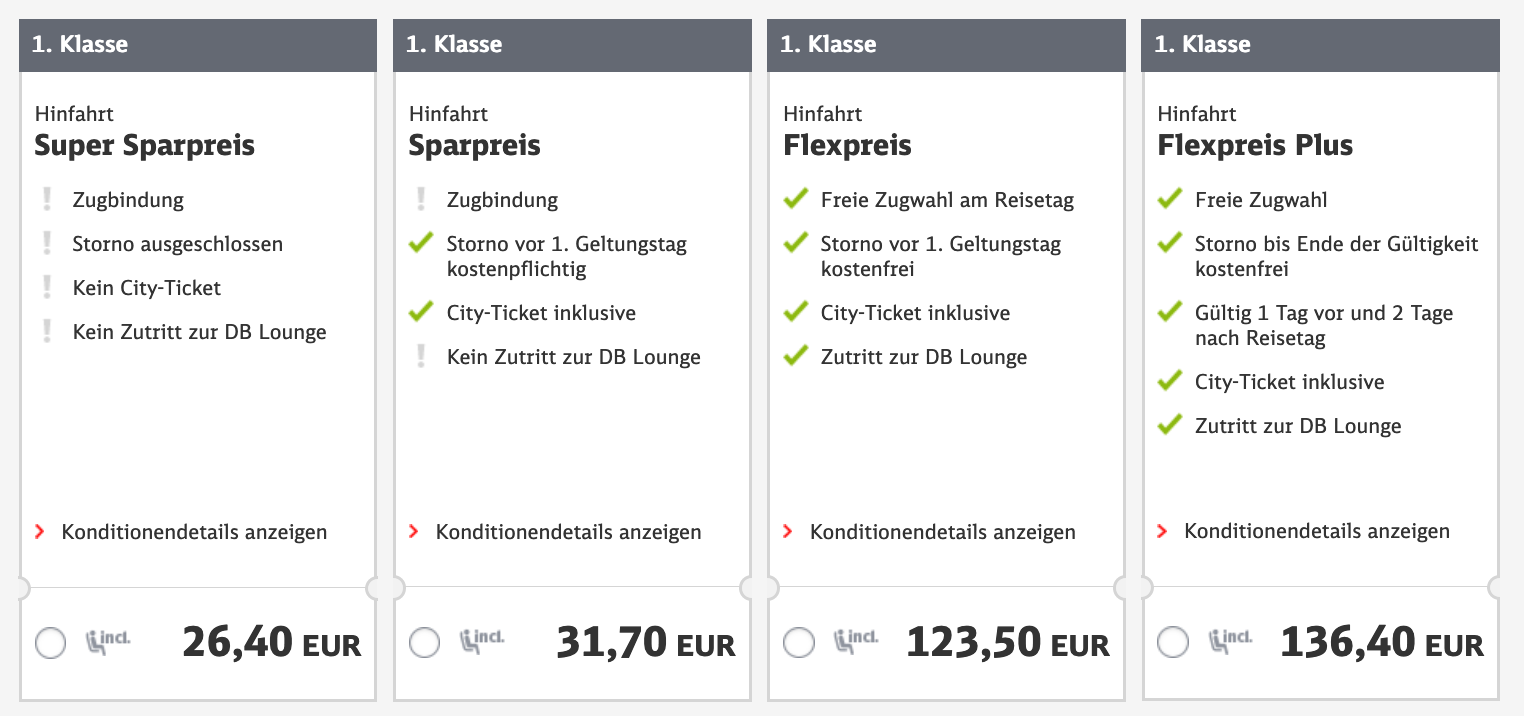 1. Klasse
Hinfahrt
Super Sparpreis
Zugbindung
Storno ausgeschlossen
Kein City-Ticket
Kein Zutritt zur DB Lounge
Konditionendetails anzeigen
incl.
26,40 EUR
1. Klasse
Hinfahrt
Sparpreis
Zugbindung
Storno vor 1. Geltungstag
kostenpflichtig
City-Ticket inklusive
Kein Zutritt zur DB Lounge
Konditionendetails anzeigen
incl.
31,70 EUR
1. Klasse
Hinfahrt
Flexpreis
Freie Zugwahl am Reisetag
Storno vor 1. Geltungstag
kostenfrei
City-Ticket inklusive
Zutritt zur DB Lounge
Konditionendetails anzeigen
incl.
123,50 EUR
1. Klasse
Hinfahrt
Flexpreis Plus
Freie Zugwahl
Storno bis Ende der Gültigkeit
kostenfrei
Gültig 1 Tag vor und 2 Tage
nach Reisetag
City-Ticket inklusive
Zutritt zur DB Lounge
Konditionendetails anzeigen
incl.
136,40 EUR